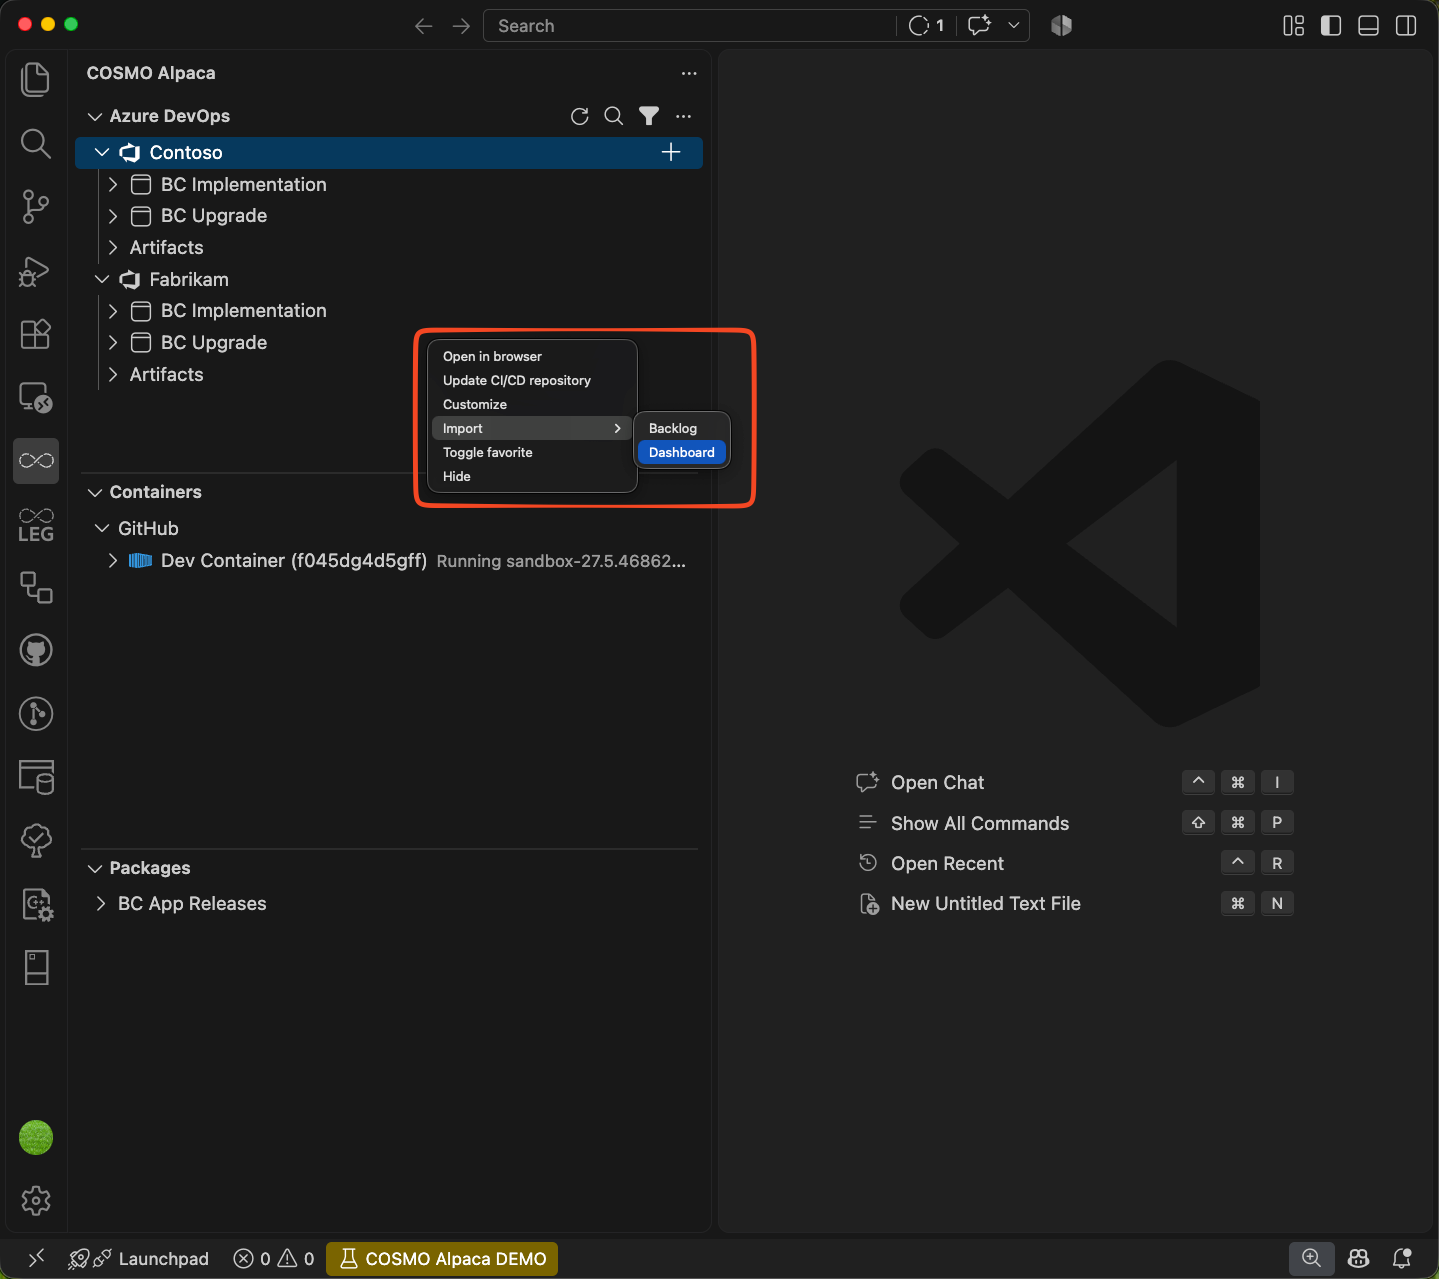 Search
1
COSMO Alpaca
Azure DevOps
Contoso
BC Implementation
BC Upgrade
Artifacts
Fabrikam
BC Implementation
BC Upgrade
Artifacts
Open in browser
Update CI/CD repository
Customize
Import
Toggle favorite
Hide
Backlog
Dashboard
Containers
GitHub
Dev Container (f045dg4d5gff) Running sandbox-27.5.46862...
LEG
Packages
BC App Releases
Open Chat ^ ⌘ I
Show All Commands ⇧ ⌘ P
Open Recent ^ R
New Untitled Text File ⌘ N
Launchpad 0 0 COSMO Alpaca DEMO